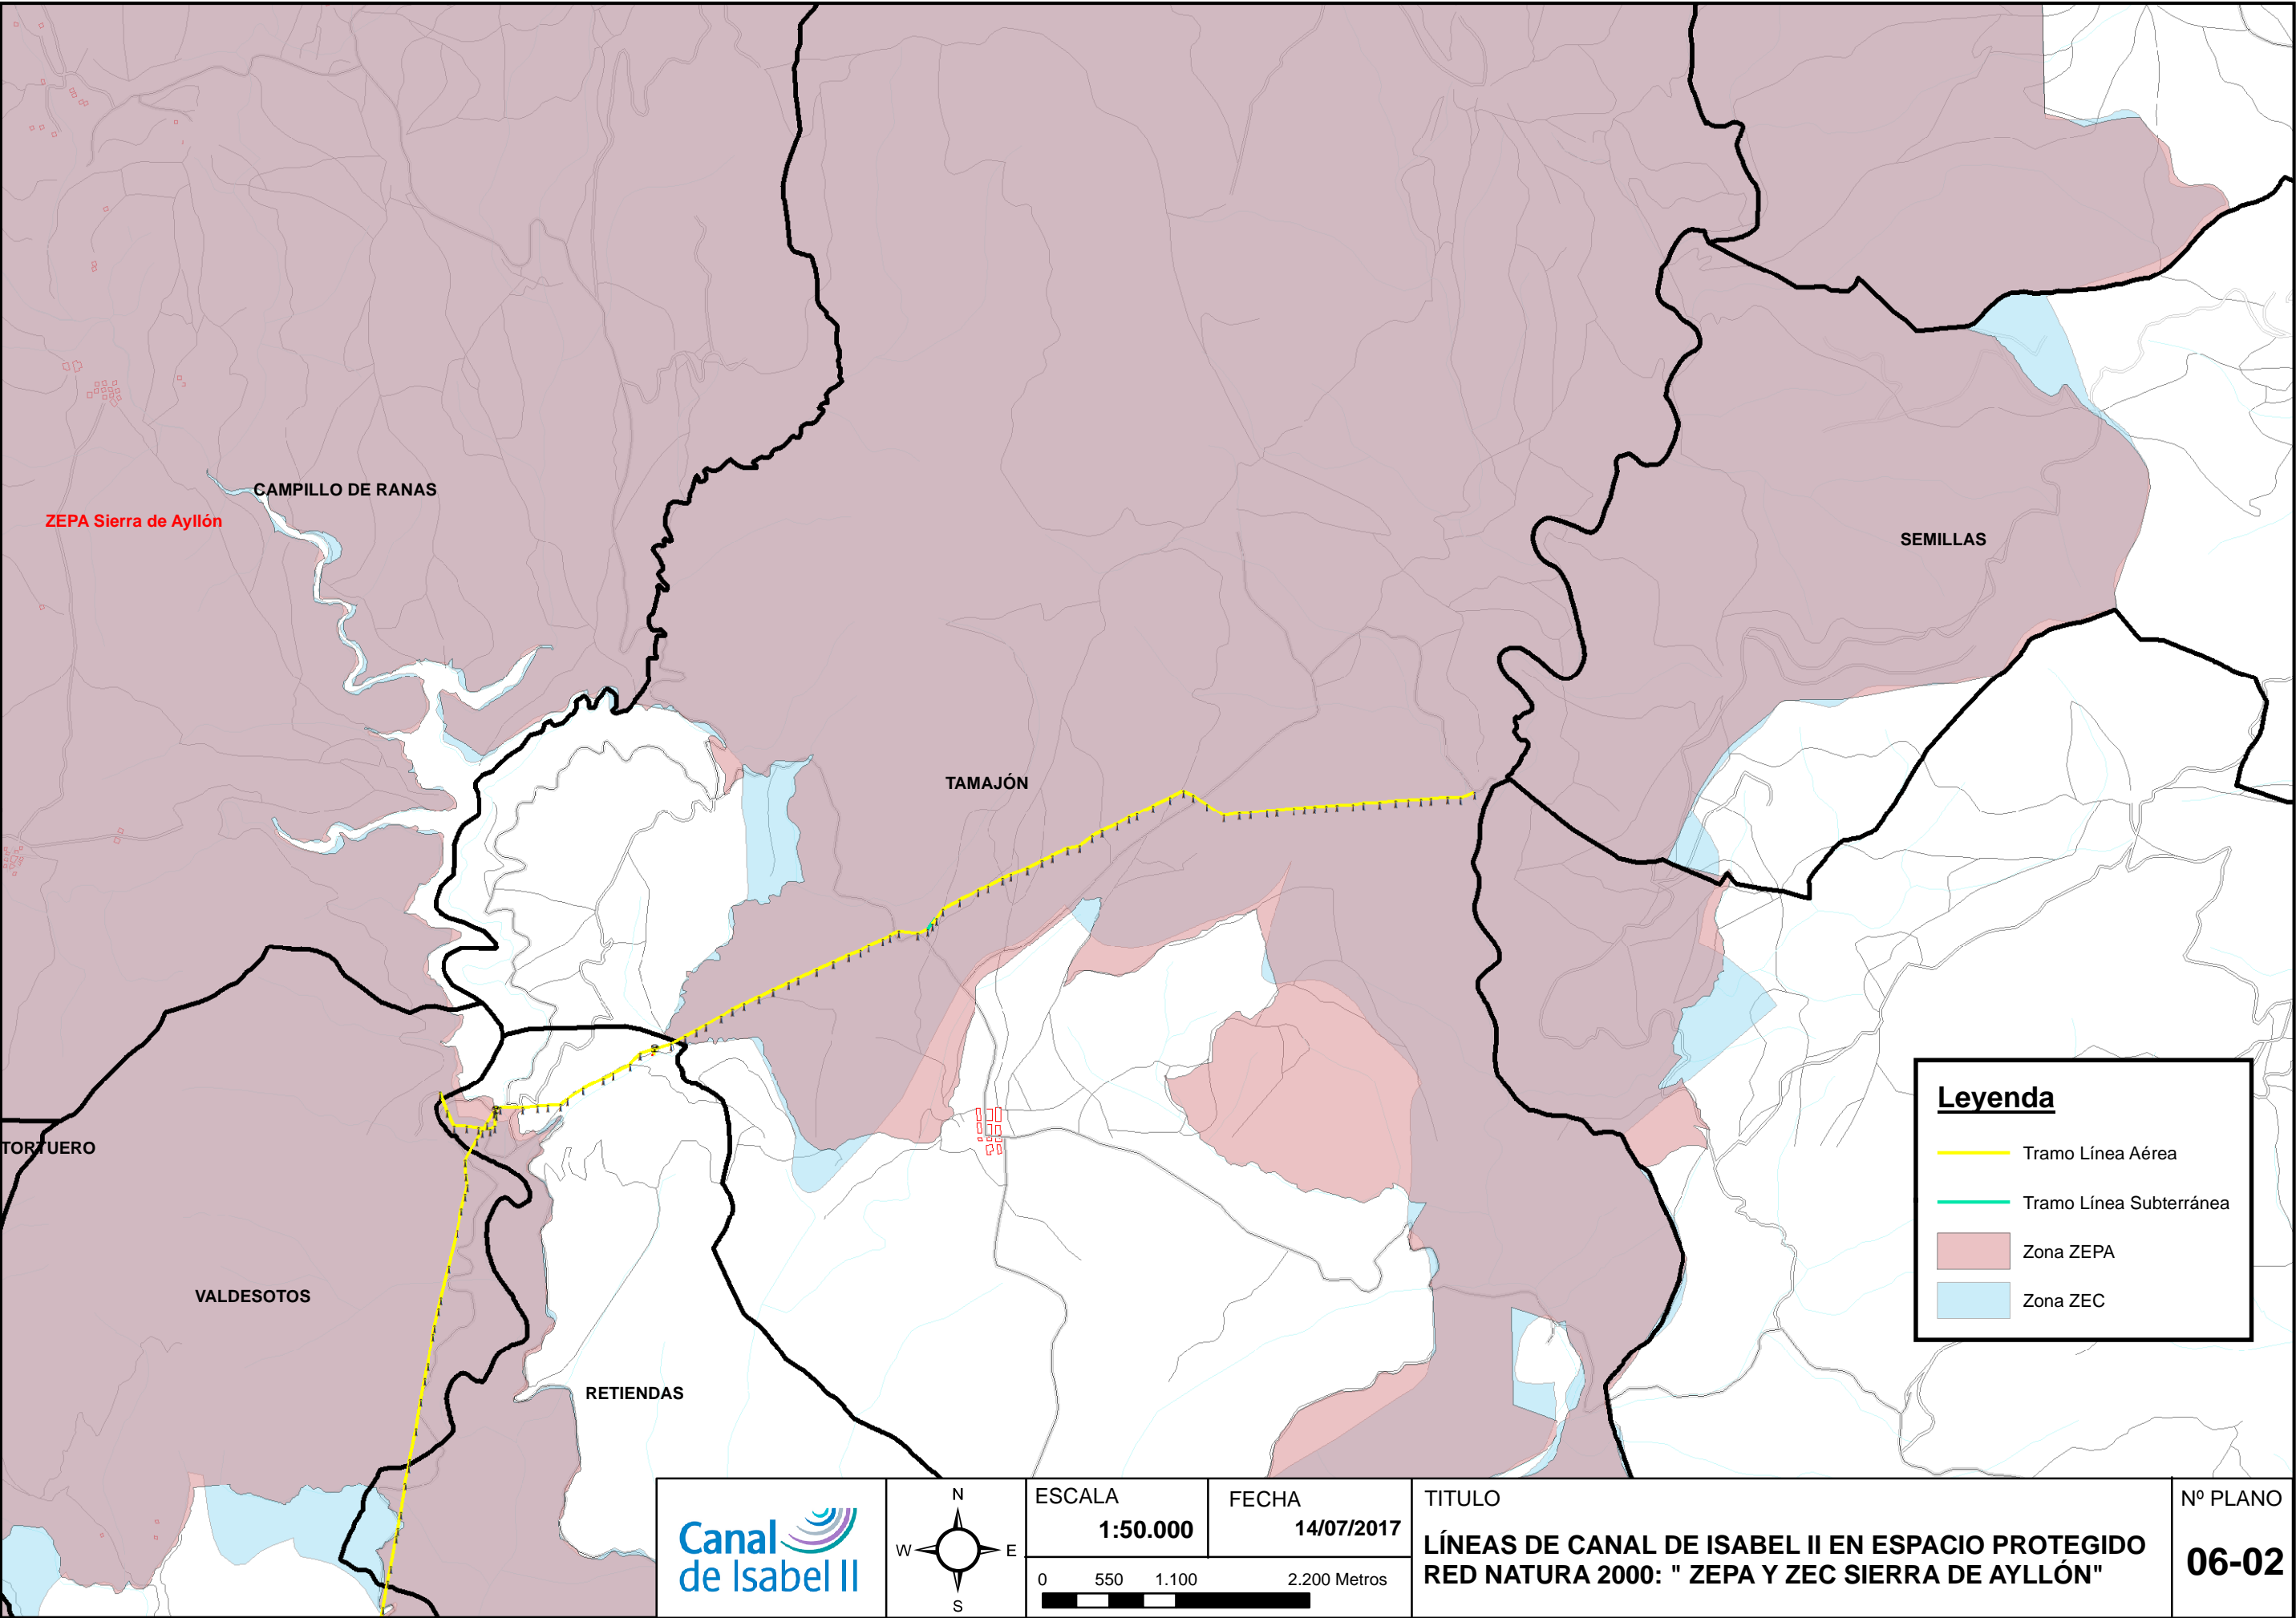 CAMPILLO DE RANAS
ZEPA Sierra de Ayllón
SEMILLAS
TAMAJÓN
TORTUERO
VALDESOTOS
RETIENDAS
Leyenda
Tramo Línea Aérea
Tramo Línea Subterránea
Zona ZEPA
Zona ZEC
Canal
de Isabel II
N
W
E
S
ESCALA
1:50.000
FECHA
14/07/2017
0 550 1.100 2.200 Metros
TITULO
LÍNEAS DE CANAL DE ISABEL II EN ESPACIO PROTEGIDO
RED NATURA 2000: " ZEPA Y ZEC SIERRA DE AYLLÓN"
Nº PLANO
06-02